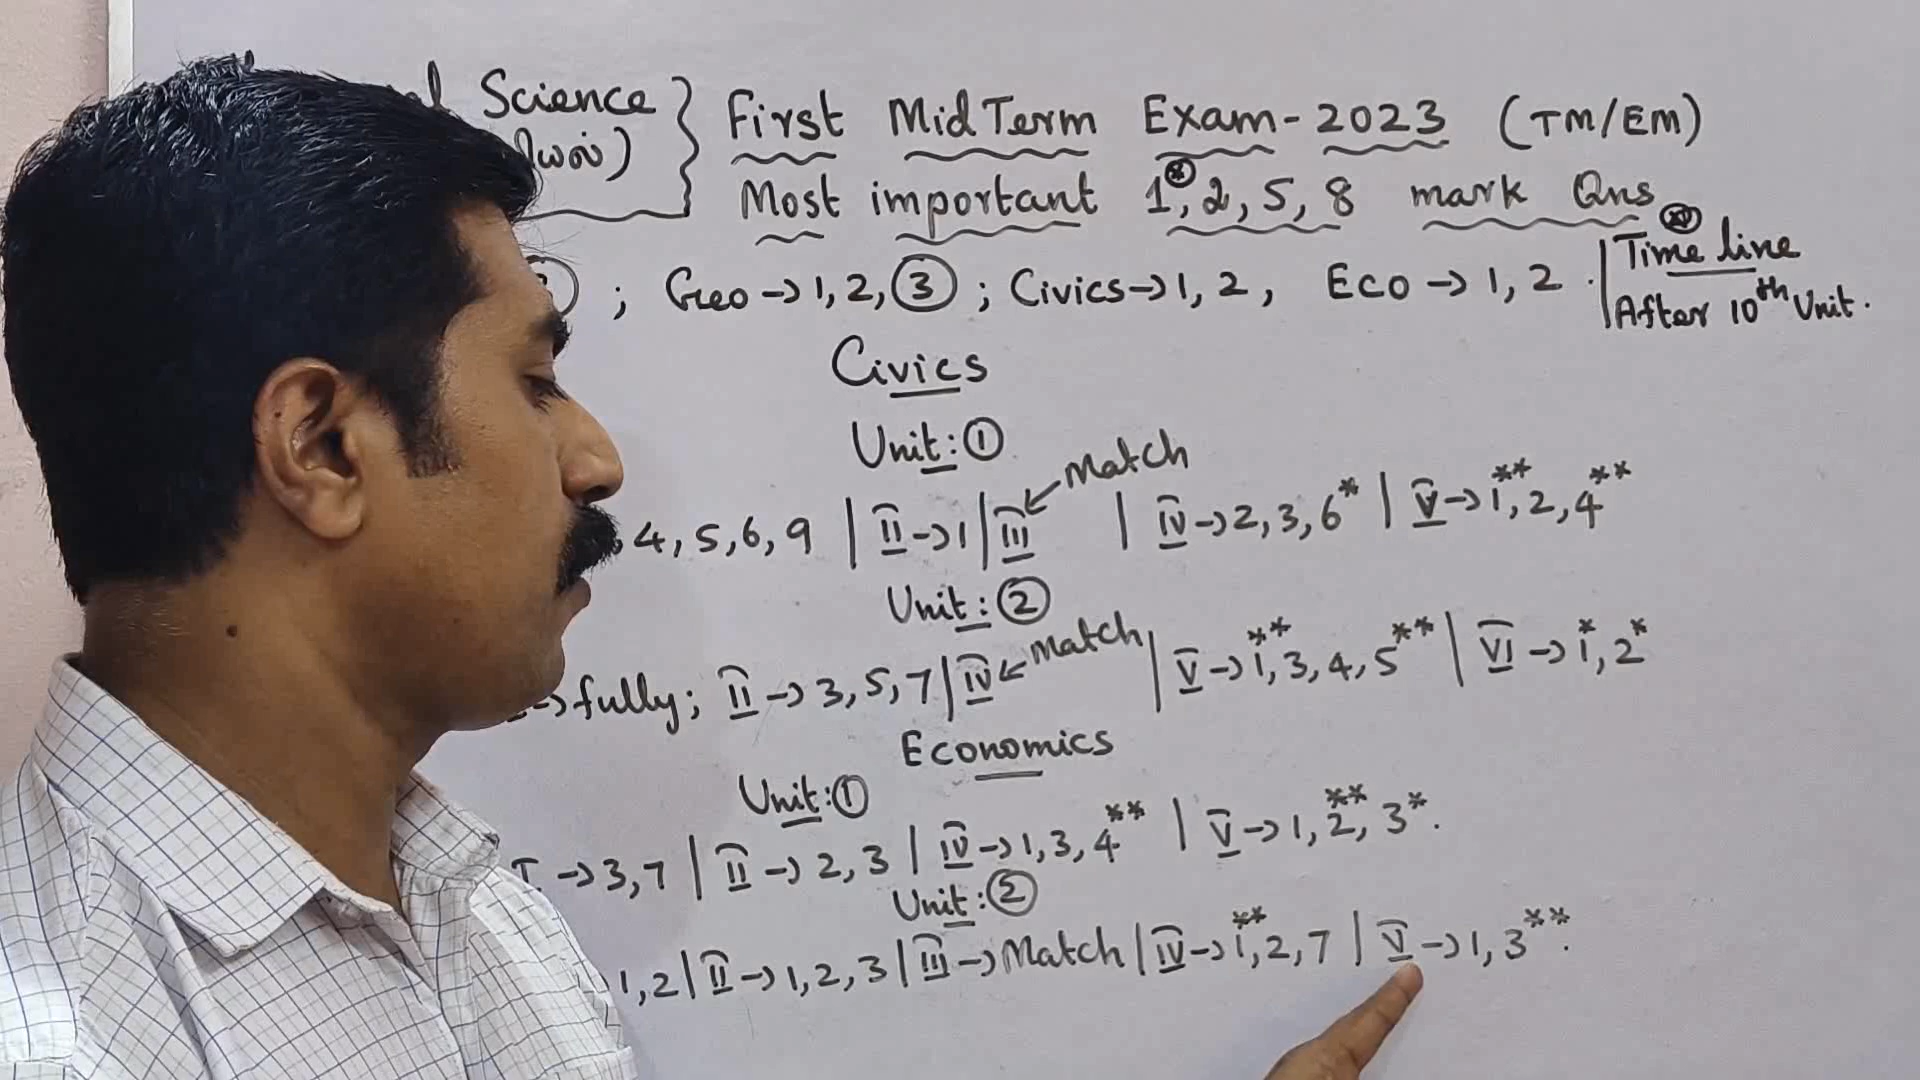 Science } First Mid Term Exam - 2023 (TM/EM)
Most important 1, 2, 5, 8 mark Qns
; Geo → 1, 2, ③ ; Civics → 1, 2, Eco → 1, 2 . | Time line
After 10th Unit.
Civics
Unit: ①
Match
4, 5, 6, 9 | II → 1 | III | IV → 2, 3, 6* | V → 1**, 2, 4**
Unit: ②
Match
→ fully; II → 3, 5, 7 | IV | V → 1**, 3, 4, 5** | VI → 1*, 2*
Economics
Unit: ①
I → 3, 7 | II → 2, 3 | IV → 1, 3, 4** | V → 1, 2**, 3*.
Unit: ②
1, 2 | II → 1, 2, 3 | III → Match | IV → 1**, 2, 7 | V → 1, 3**.